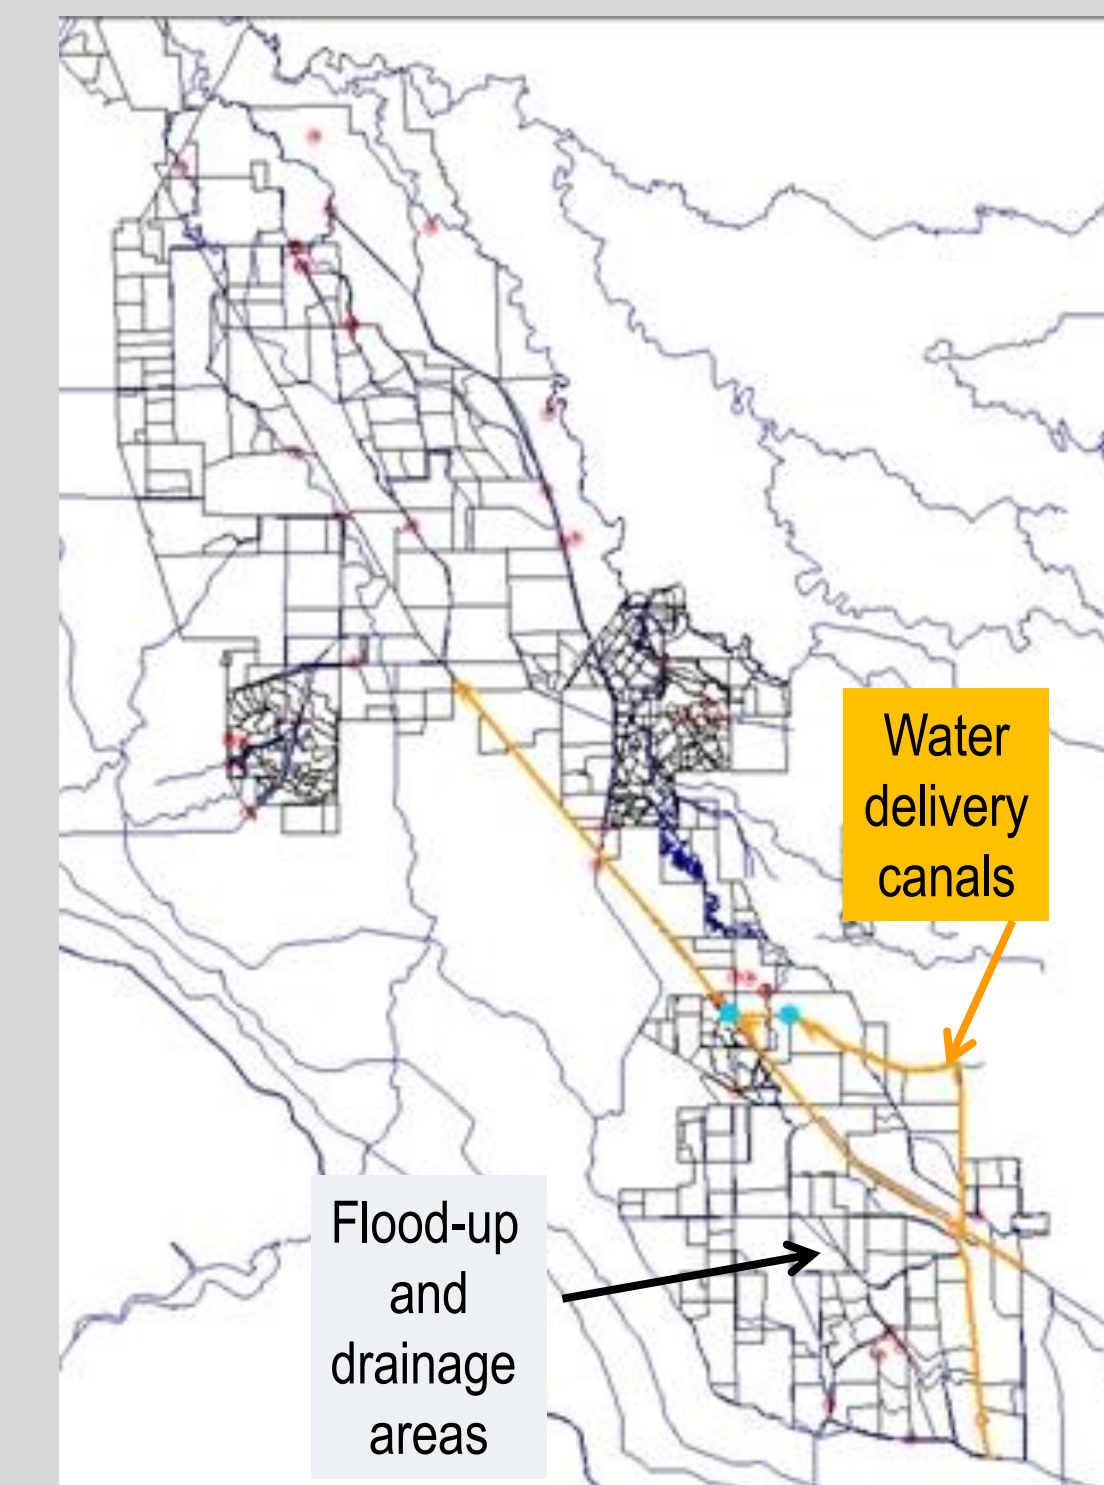 Water
delivery
canals
Flood-up
and
drainage
areas